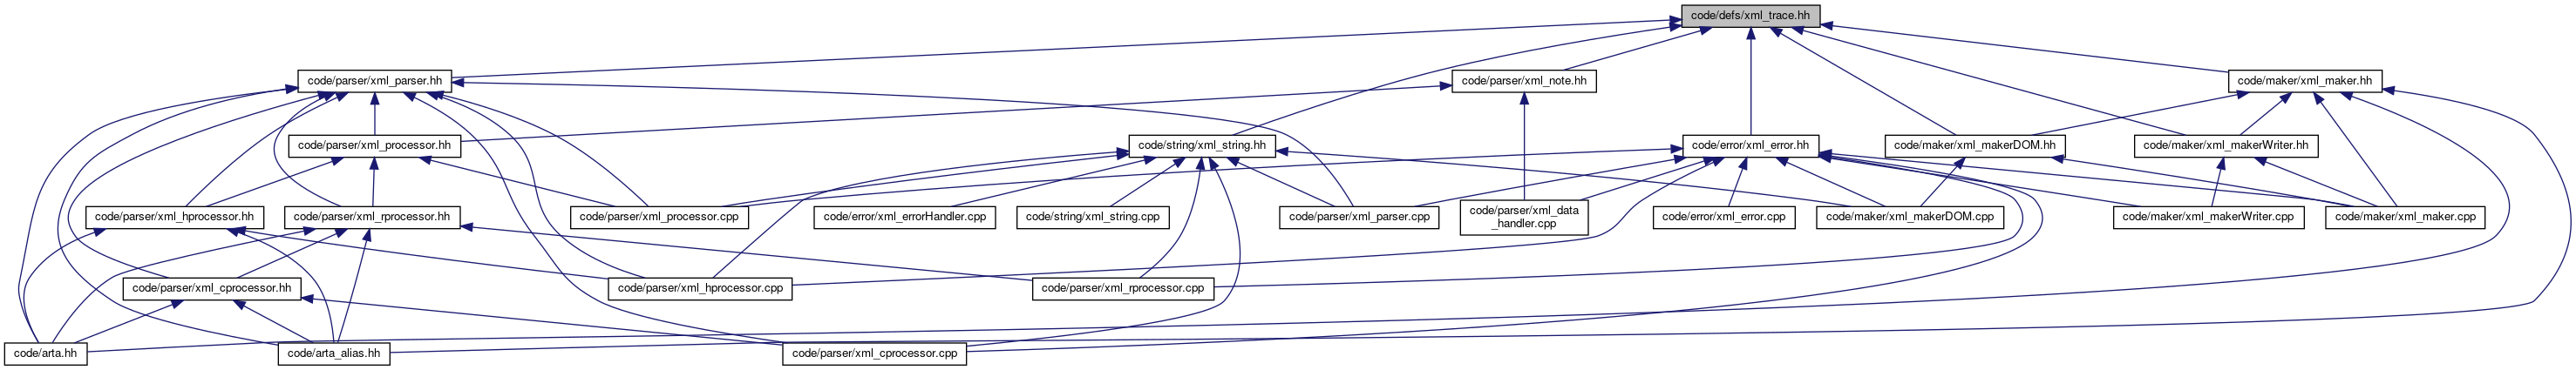 code/defs/xml_trace.hh
code/parser/xml_parser.hh
code/parser/xml_note.hh
code/maker/xml_maker.hh
code/parser/xml_processor.hh
code/string/xml_string.hh
code/error/xml_error.hh
code/maker/xml_makerDOM.hh
code/maker/xml_makerWriter.hh
code/parser/xml_hprocessor.hh
code/parser/xml_rprocessor.hh
code/parser/xml_processor.cpp
code/error/xml_errorHandler.cpp
code/string/xml_string.cpp
code/parser/xml_parser.cpp
code/parser/xml_data
_handler.cpp
code/error/xml_error.cpp
code/maker/xml_makerDOM.cpp
code/maker/xml_makerWriter.cpp
code/maker/xml_maker.cpp
code/parser/xml_cprocessor.hh
code/parser/xml_hprocessor.cpp
code/parser/xml_rprocessor.cpp
code/arta.hh
code/arta_alias.hh
code/parser/xml_cprocessor.cpp